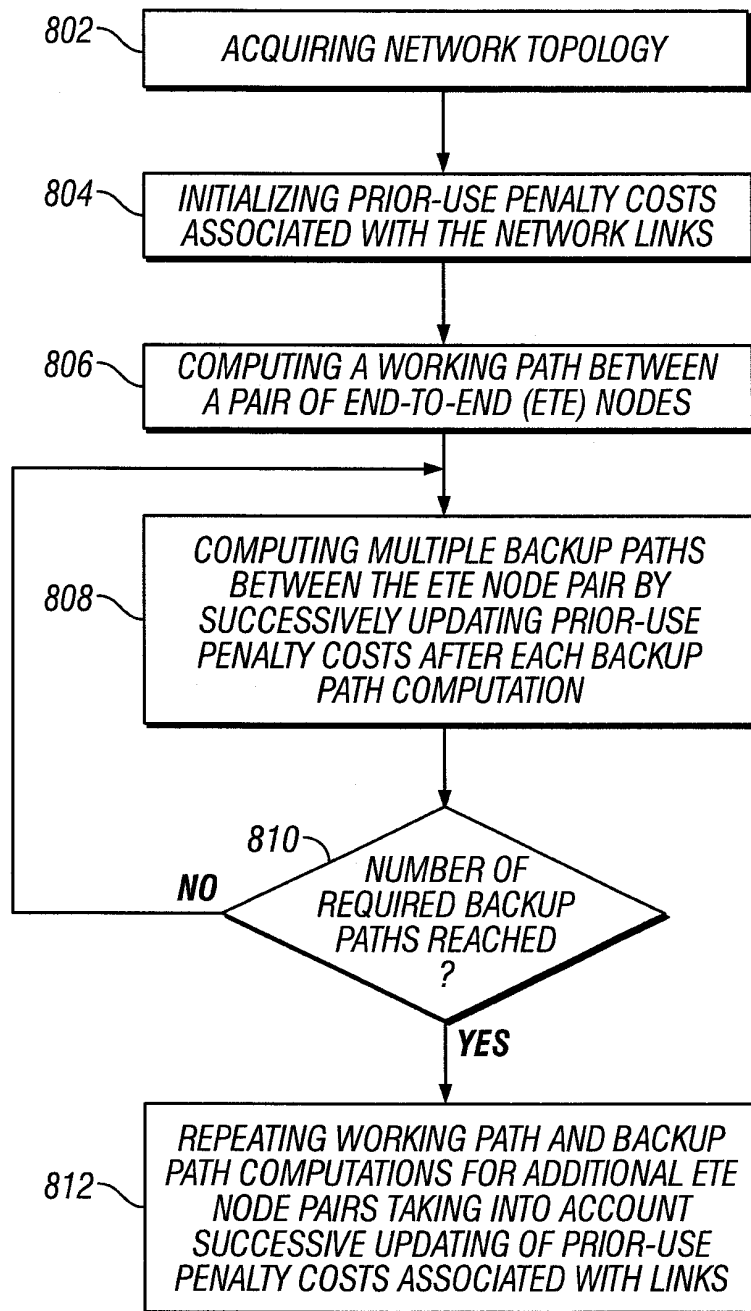 802
ACQUIRING NETWORK TOPOLOGY
804
INITIALIZING PRIOR-USE PENALTY COSTS
ASSOCIATED WITH THE NETWORK LINKS
806
COMPUTING A WORKING PATH BETWEEN
A PAIR OF END-TO-END (ETE) NODES
808
COMPUTING MULTIPLE BACKUP PATHS
BETWEEN THE ETE NODE PAIR BY
SUCCESSIVELY UPDATING PRIOR-USE
PENALTY COSTS AFTER EACH BACKUP
PATH COMPUTATION
810
NUMBER OF
REQUIRED BACKUP
PATHS REACHED
?
NO
YES
812
REPEATING WORKING PATH AND BACKUP
PATH COMPUTATIONS FOR ADDITIONAL ETE
NODE PAIRS TAKING INTO ACCOUNT
SUCCESSIVE UPDATING OF PRIOR-USE
PENALTY COSTS ASSOCIATED WITH LINKS